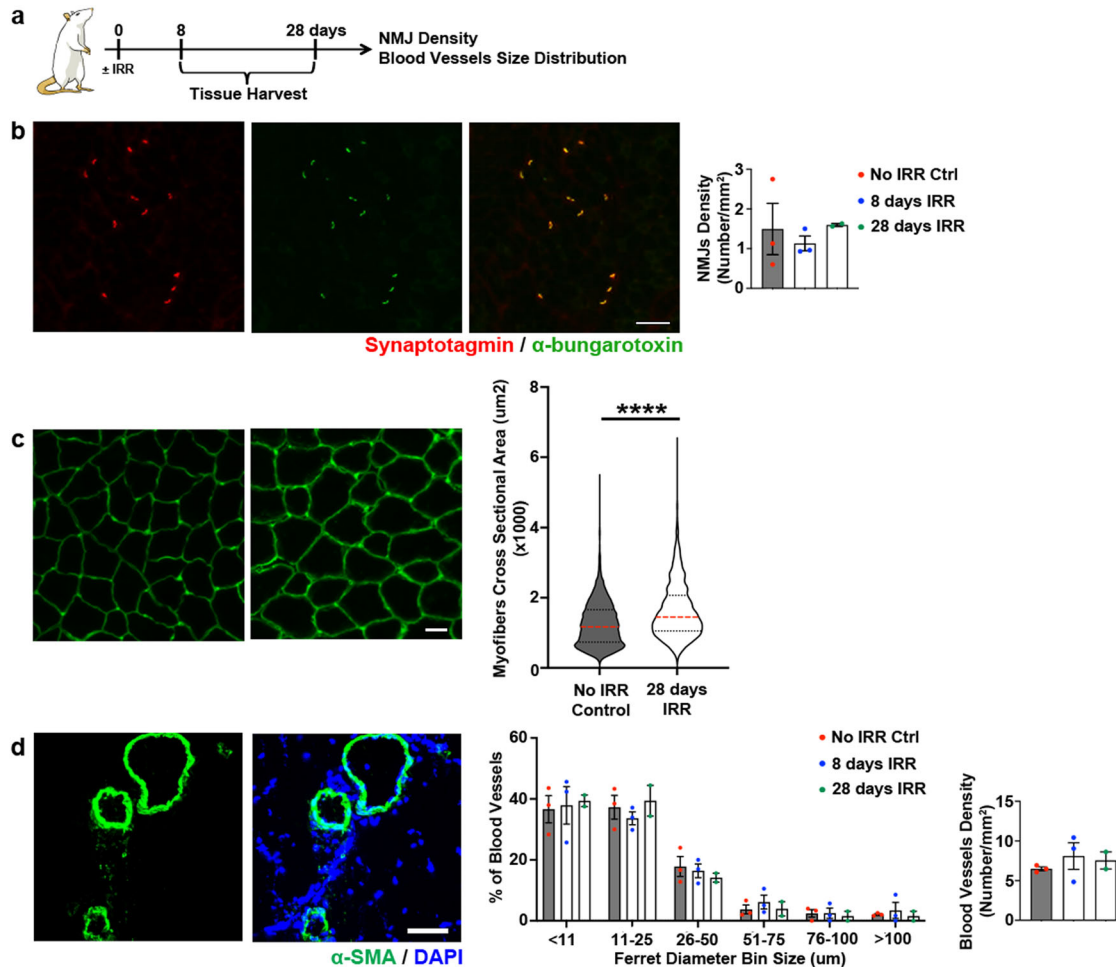 a
0
8
28 days
± IRR
Tissue Harvest
NMJ Density
Blood Vessels Size Distribution
b
Synaptotagmin / α-bungarotoxin
NMJs Density
(Number/mm²)
3
2
1
0
No IRR Ctrl
8 days IRR
28 days IRR
c
Myofibers Cross Sectional Area (um2)
(x1000)
8
6
4
2
0
****
No IRR
Control
28 days
IRR
d
α-SMA / DAPI
% of Blood Vessels
60
40
20
0
No IRR Ctrl
8 days IRR
28 days IRR
<11
11-25
26-50
51-75
76-100
>100
Ferret Diameter Bin Size (um)
Blood Vessels Density
(Number/mm²)
15
10
5
0